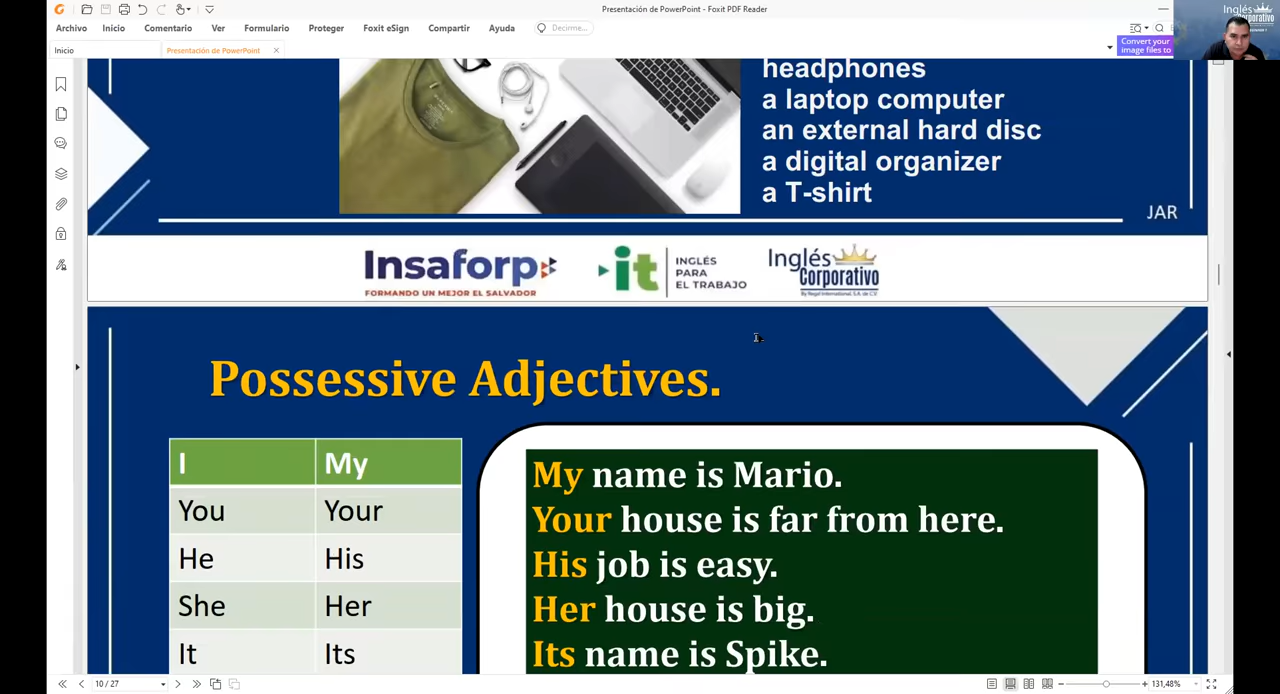 Presentación de PowerPoint - Foxit PDF Reader
Archivo Inicio Comentario Ver Formulario Proteger Foxit eSign Compartir Ayuda Decirme...
Inicio Presentación de PowerPoint
Convert your
image files to
Inglés
Corporativo
headphones
a laptop computer
an external hard disc
a digital organizer
a T-shirt
JAR
Insaforp
FORMANDO UN MEJOR EL SALVADOR
it
INGLÉS
PARA
EL TRABAJO
Inglés
Corporativo
By Regal International, S.A. de C.V.
Possessive Adjectives.
I My
You Your
He His
She Her
It Its
My name is Mario.
Your house is far from here.
His job is easy.
Her house is big.
Its name is Spike.
10 / 27
131,48%